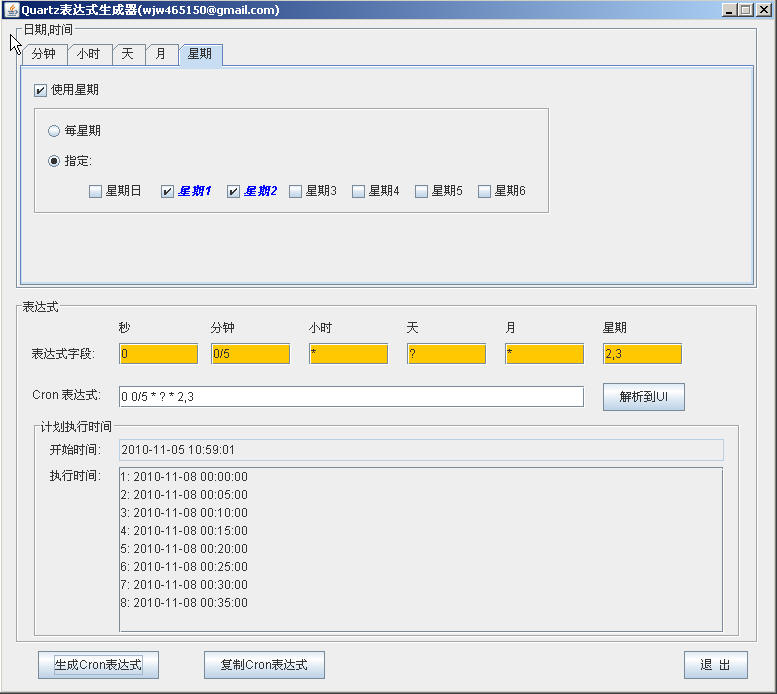 Quartz表达式生成器(wjw465150@gmail.com)
日期,时间
分钟 小时 天 月 星期
使用星期
每星期
指定:
星期日 星期1 星期2 星期3 星期4 星期5 星期6
表达式
秒 分钟 小时 天 月 星期
表达式字段: 0 0/5 * ? * 2,3
Cron 表达式: 0 0/5 * ? * 2,3 解析到UI
计划执行时间
开始时间: 2010-11-05 10:59:01
执行时间: 1: 2010-11-08 00:00:00
2: 2010-11-08 00:05:00
3: 2010-11-08 00:10:00
4: 2010-11-08 00:15:00
5: 2010-11-08 00:20:00
6: 2010-11-08 00:25:00
7: 2010-11-08 00:30:00
8: 2010-11-08 00:35:00
生成Cron表达式 复制Cron表达式 退 出